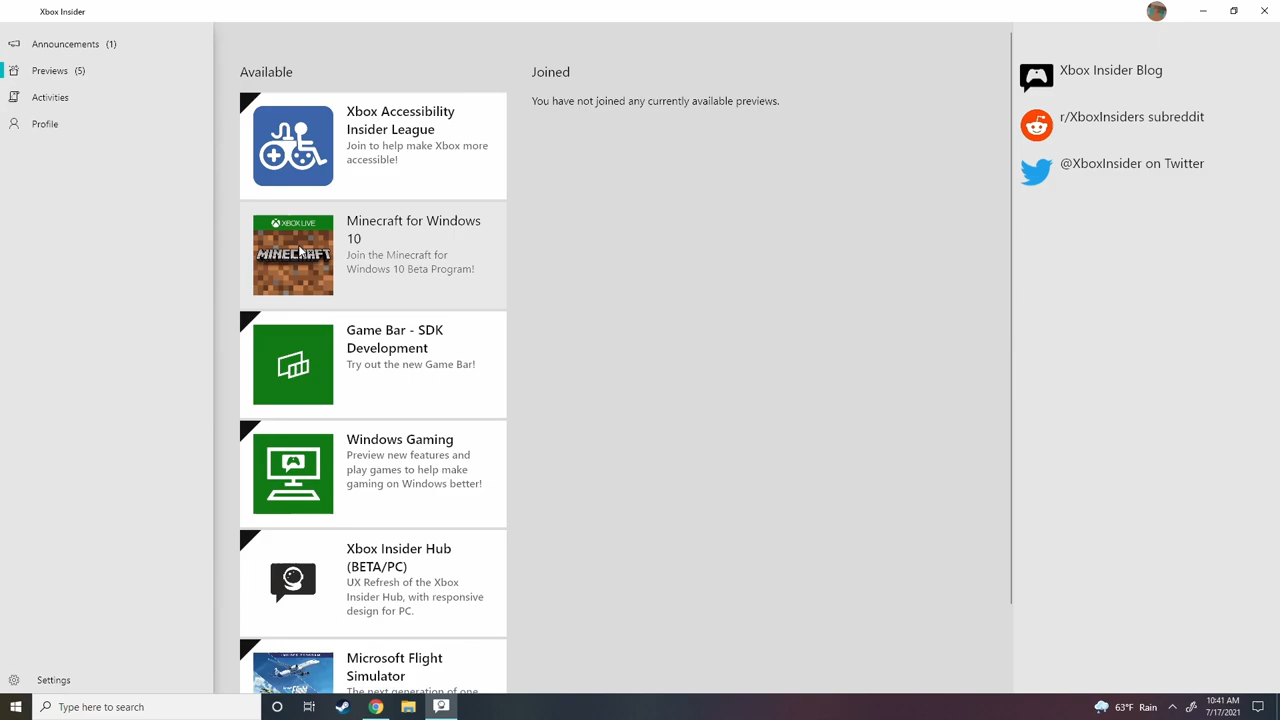 Xbox Insider
Announcements (1)
Previews (5)
Activities
Profile
Settings
Available
Xbox Accessibility
Insider League
Join to help make Xbox more
accessible!
XBOX LIVE
MINECRAFT
Minecraft for Windows
10
Join the Minecraft for
Windows 10 Beta Program!
Game Bar - SDK
Development
Try out the new Game Bar!
Windows Gaming
Preview new features and
play games to help make
gaming on Windows better!
Xbox Insider Hub
(BETA/PC)
UX Refresh of the Xbox
Insider Hub, with responsive
design for PC.
Microsoft Flight
Simulator
The next generation of one
Joined
You have not joined any currently available previews.
Xbox Insider Blog
r/XboxInsiders subreddit
@XboxInsider on Twitter
Type here to search
63°F Rain
10:41 AM
7/17/2021